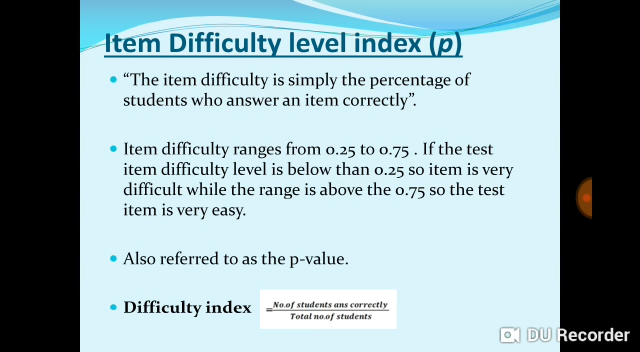 Item Difficulty level index (p)
• “The item difficulty is simply the percentage of
students who answer an item correctly”.
• Item difficulty ranges from 0.25 to 0.75 . If the test
item difficulty level is below than 0.25 so item is very
difficult while the range is above the 0.75 so the test
item is very easy.
• Also referred to as the p-value.
• Difficulty index =No.of students ans correctly / Total no.of students
DU Recorder